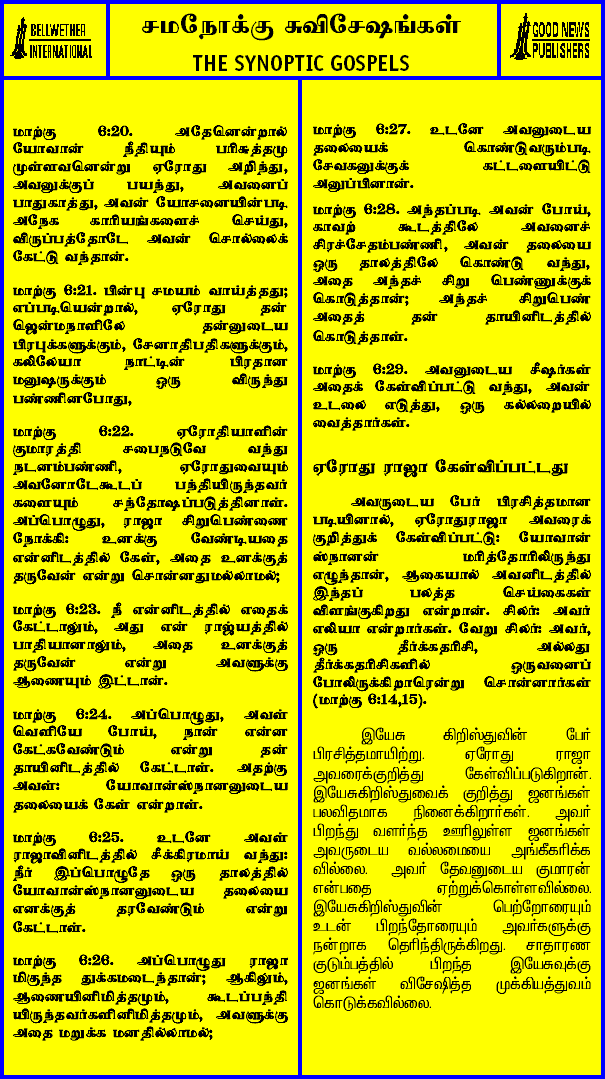 BELLWETHER
INTERNATIONAL
சமநோக்கு சுவிசேஷங்கள்
THE SYNOPTIC GOSPELS
GOOD NEWS
PUBLISHERS
மாற்கு 6:20. அதேனென்றால்
யோவான் நீதியும் பரிசுத்தமு
முள்ளவனென்று ஏரோது அறிந்து,
அவனுக்குப் பயந்து, அவனைப்
பாதுகாத்து, அவன் யோசனையின்படி
அநேக காரியங்களைச் செய்து,
விருப்பத்தோடே அவன் சொல்லைக்
கேட்டு வந்தான்.
மாற்கு 6:21. பின்பு சமயம் வாய்த்தது;
எப்படியென்றால், ஏரோது தன்
ஜென்மநாளிலே தன்னுடைய
பிரபுக்களுக்கும், சேனாதிபதிகளுக்கும்,
கலிலேயா நாட்டின் பிரதான
மனுஷருக்கும் ஒரு விருந்து
பண்ணினபோது,
மாற்கு 6:22. ஏரோதியாளின்
குமாரத்தி சபைநடுவே வந்து
நடனம்பண்ணி, ஏரோதுவையும்
அவனோடேகூடப் பந்தியிருந்தவர்
களையும் சந்தோஷப்படுத்தினாள்.
அப்பொழுது, ராஜா சிறுபெண்ணை
நோக்கி: உனக்கு வேண்டியதை
என்னிடத்தில் கேள், அதை உனக்குத்
தருவேன் என்று சொன்னதுமல்லாமல்;
மாற்கு 6:23. நீ என்னிடத்தில் எதைக்
கேட்டாலும், அது என் ராஜ்யத்தில்
பாதியானாலும், அதை உனக்குத்
தருவேன் என்று அவளுக்கு
ஆணையும் இட்டான்.
மாற்கு 6:24. அப்பொழுது, அவள்
வெளியே போய், நான் என்ன
கேட்கவேண்டும் என்று தன்
தாயினிடத்தில் கேட்டாள். அதற்கு
அவள்: யோவான்ஸ்நானனுடைய
தலையைக் கேள் என்றாள்.
மாற்கு 6:25. உடனே அவள்
ராஜாவினிடத்தில் சீக்கிரமாய் வந்து:
நீர் இப்பொழுதே ஒரு தாலத்தில்
யோவான்ஸ்நானனுடைய தலையை
எனக்குத் தரவேண்டும் என்று
கேட்டாள்.
மாற்கு 6:26. அப்பொழுது ராஜா
மிகுந்த துக்கமடைந்தான்; ஆகிலும்,
ஆணையினிமித்தமும், கூடப்பந்தி
யிருந்தவர்களினிமித்தமும், அவளுக்கு
அதை மறுக்க மனதில்லாமல்;
மாற்கு 6:27. உடனே அவனுடைய
தலையைக் கொண்டுவரும்படி
சேவகனுக்குக் கட்டளையிட்டு
அனுப்பினான்.
மாற்கு 6:28. அந்தப்படி அவன் போய்,
காவற் கூடத்திலே அவனைச்
சிரச்சேதம்பண்ணி, அவன் தலையை
ஒரு தாலத்திலே கொண்டு வந்து,
அதை அந்தச் சிறு பெண்ணுக்குக்
கொடுத்தான்; அந்தச் சிறுபெண்
அதைத் தன் தாயினிடத்தில்
கொடுத்தாள்.
மாற்கு 6:29. அவனுடைய சீஷர்கள்
அதைக் கேள்விப்பட்டு வந்து, அவன்
உடலை எடுத்து, ஒரு கல்லறையில்
வைத்தார்கள்.
ஏரோது ராஜா கேள்விப்பட்டது
அவருடைய பேர் பிரசித்தமான
படியினால், ஏரோதுராஜா அவரைக்
குறித்துக் கேள்விப்பட்டு: யோவான்
ஸ்நானன் மரித்தோரிலிருந்து
எழுந்தான், ஆகையால் அவனிடத்தில்
இந்தப் பலத்த செய்கைகள்
விளங்குகிறது என்றான். சிலர்: அவர்
எலியா என்றார்கள். வேறு சிலர்: அவர்,
ஒரு தீர்க்கதரிசி, அல்லது
தீர்க்கதரிசிகளில் ஒருவனைப்
போலிருக்கிறாரென்று சொன்னார்கள்
(மாற்கு 6:14,15).
இயேசு கிறிஸ்துவின் பேர்
பிரசித்தமாயிற்று. ஏரோது ராஜா
அவரைக்குறித்து கேள்விப்படுகிறான்.
இயேசுகிறிஸ்துவைக் குறித்து ஜனங்கள்
பலவிதமாக நினைக்கிறார்கள். அவர்
பிறந்து வளர்ந்த ஊரிலுள்ள ஜனங்கள்
அவருடைய வல்லமையை அங்கீகரிக்க
வில்லை. அவர் தேவனுடைய குமாரன்
என்பதை ஏற்றுக்கொள்ளவில்லை.
இயேசுகிறிஸ்துவின் பெற்றோரையும்
உடன் பிறந்தோரையும் அவர்களுக்கு
நன்றாக தெரிந்திருக்கிறது. சாதாரண
குடும்பத்தில் பிறந்த இயேசுவுக்கு
ஜனங்கள் விசேஷித்த முக்கியத்துவம்
கொடுக்கவில்லை.